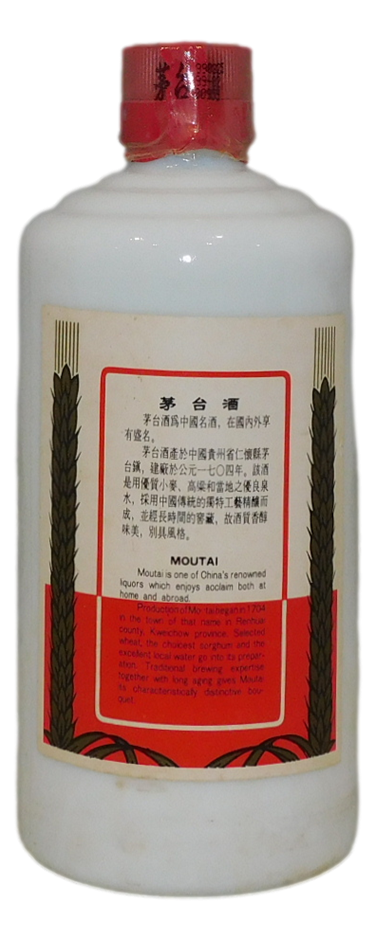 茅台
茅台酒
茅台酒爲中國名酒，在國內外享
有盛名。
茅台酒產於中國貴州省仁懷縣茅
台鎮，建廠於公元一七〇四年。該酒
是用優質小麥、高粱和當地之優良泉
水，採用中國傳統的獨特工藝精釀而
成，並經長時間的窖藏，故酒質香醇
味美，別具風格。
MOUTAI
Moutai is one of China's renowned
liquors which enjoys acclaim both at
home and abroad.
Production of Moutai began in 1704
in the town of that name in Renhuai
county, Kweichow province. Selected
wheat, the choicest sorghum and the
excellent local water go into its prepar-
ation. Traditional brewing expertise
together with long aging gives Moutai
its characteristically distinctive bou-
quet.